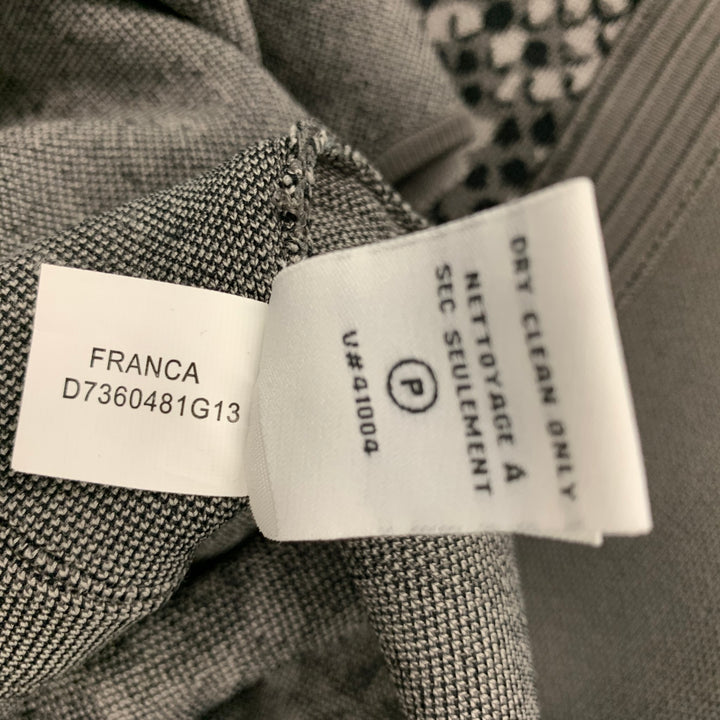 FRANCA
D7360481G13
DRY CLEAN ONLY
NETTOYAGE À
SEC SEULEMENT
P
V#41004